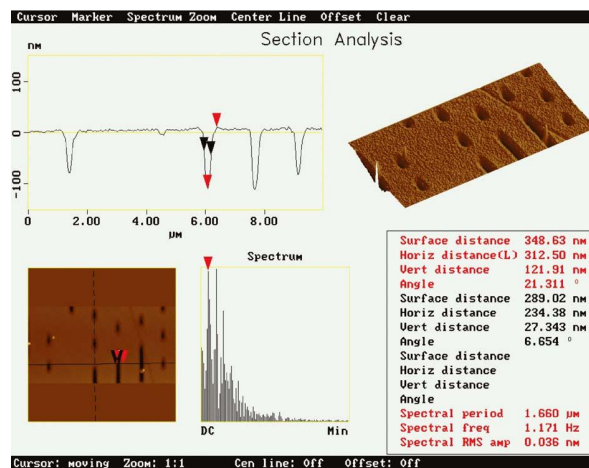 Cursor Marker Spectrum Zoom Center Line Offset Clear
Section Analysis
nm
100
0
-100
0 2.00 4.00 6.00 8.00
µm
Spectrum
DC Min
Surface distance 348.63 nm
Horiz distance(L) 312.50 nm
Vert distance 121.91 nm
Angle 21.311 °
Surface distance 289.02 nm
Horiz distance 234.38 nm
Vert distance 27.343 nm
Angle 6.654 °
Surface distance
Horiz distance
Vert distance
Angle
Spectral period 1.660 µm
Spectral freq 1.171 Hz
Spectral RMS amp 0.036 nm
Cursor: moving Zoom: 1:1 Cen line: Off Offset: Off